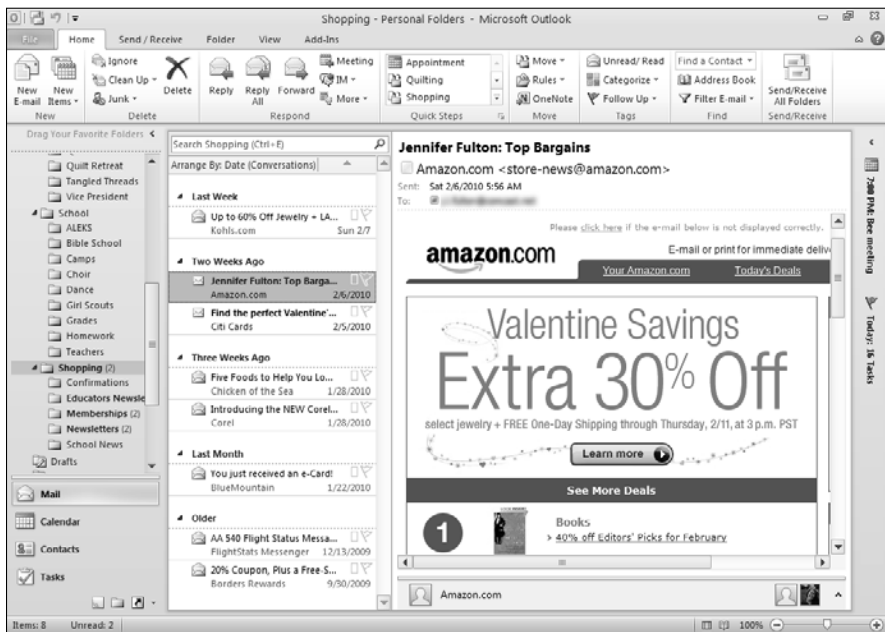 Shopping - Personal Folders - Microsoft Outlook
File Home Send / Receive Folder View Add-Ins
New E-mail
New Items
New
Ignore
Clean Up
Junk
Delete
Delete
Reply
Reply All
Forward
Meeting
IM
More
Respond
Appointment
Quilting
Shopping
Quick Steps
Move
Rules
OneNote
Move
Unread/ Read
Categorize
Follow Up
Tags
Find a Contact
Address Book
Filter E-mail
Find
Send/Receive All Folders
Send/Receive
Drag Your Favorite Folders
Quilt Retreat
Tangled Threads
Vice President
School
ALEKS
Bible School
Camps
Choir
Dance
Girl Scouts
Grades
Homework
Teachers
Shopping (2)
Confirmations
Educators Newsle
Memberships (2)
Newsletters (2)
School News
Drafts
Mail
Calendar
Contacts
Tasks
Search Shopping (Ctrl+E)
Arrange By: Date (Conversations)
Last Week
Up to 60% Off Jewelry + LA...
Kohls.com Sun 2/7
Two Weeks Ago
Jennifer Fulton: Top Barga...
Amazon.com 2/6/2010
Find the perfect Valentine'...
Citi Cards 2/5/2010
Three Weeks Ago
Five Foods to Help You Lo...
Chicken of the Sea 1/28/2010
Introducing the NEW Corel...
Corel 1/28/2010
Last Month
You just received an e-Card!
BlueMountain 1/22/2010
Older
AA 540 Flight Status Messa...
FlightStats Messenger 12/13/2009
20% Coupon, Plus a Free-S...
Borders Rewards 9/30/2009
Jennifer Fulton: Top Bargains
Amazon.com <store-news@amazon.com>
Sent: Sat 2/6/2010 5:56 AM
To:
Please click here if the e-mail below is not displayed correctly.
amazon.com
E-mail or print for immediate deliv
Your Amazon.com Today's Deals
Valentine Savings
Extra 30% Off
select jewelry + FREE One-Day Shipping through Thursday, 2/11, at 3 p.m. PST
Learn more
See More Deals
1
Books
› 40% off Editors' Picks for February
Amazon.com
7:00 PM: Bee meeting
Today: 16 Tasks
Items: 8 Unread: 2
100%